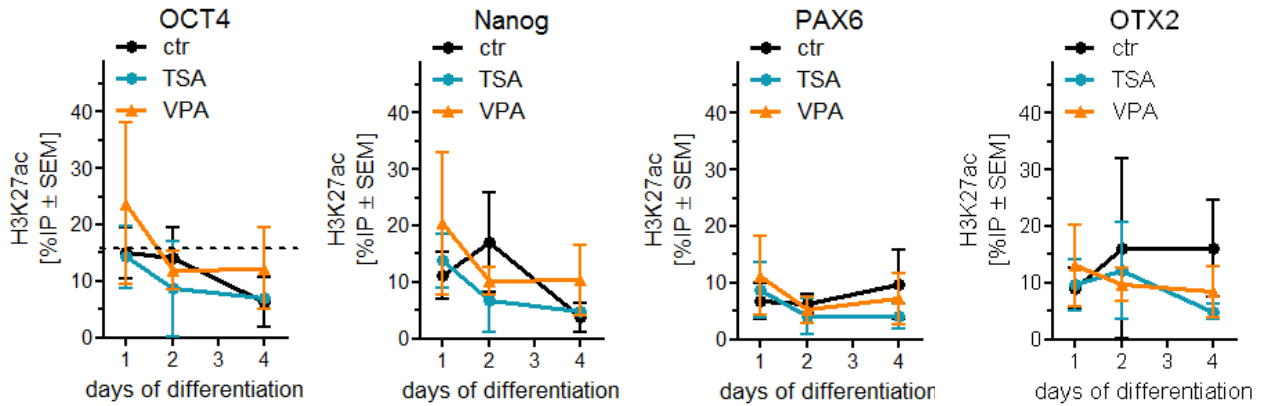 OCT4
ctr
TSA
VPA
H3K27ac
[%IP ± SEM]
40
30
20
10
0
1 2 3 4
days of differentiation
Nanog
ctr
TSA
VPA
H3K27ac
[%IP ± SEM]
40
30
20
10
0
1 2 3 4
days of differentiation
PAX6
ctr
TSA
VPA
H3K27ac
[%IP ± SEM]
40
30
20
10
0
1 2 3 4
days of differentiation
OTX2
ctr
TSA
VPA
H3K27ac
[%IP ± SEM]
40
30
20
10
0
1 2 3 4
days of differentiation